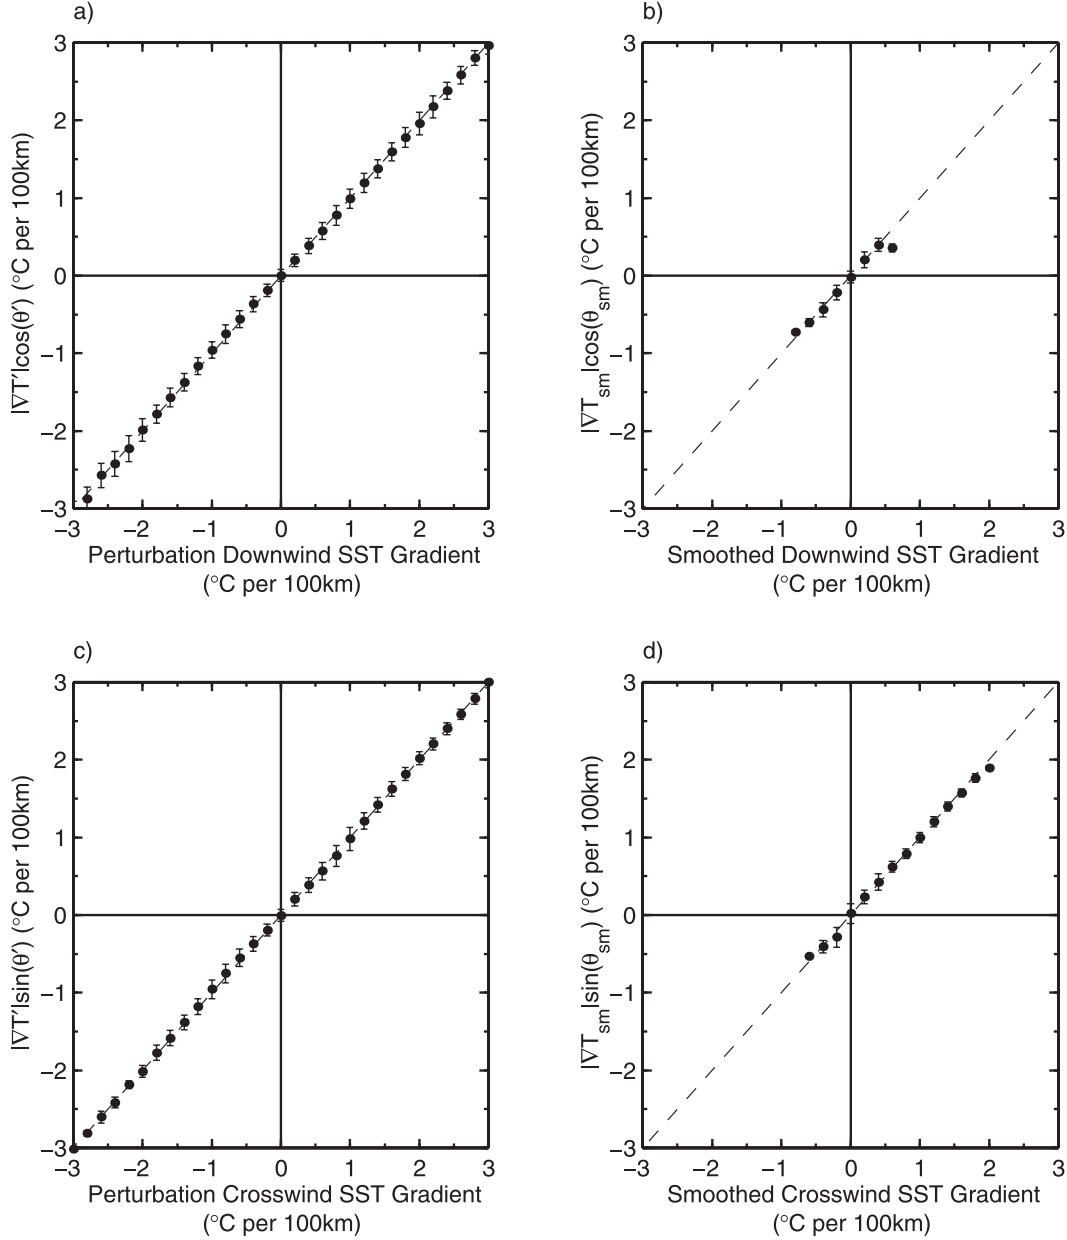 a)
3
2
1
0
−1
−2
−3
|∇T′|cos(θ′) (°C per 100km)
−3 −2 −1 0 1 2 3
Perturbation Downwind SST Gradient
(°C per 100km)
b)
3
2
1
0
−1
−2
−3
|∇Tsm|cos(θsm) (°C per 100km)
−3 −2 −1 0 1 2 3
Smoothed Downwind SST Gradient
(°C per 100km)
c)
3
2
1
0
−1
−2
−3
|∇T′|sin(θ′) (°C per 100km)
−3 −2 −1 0 1 2 3
Perturbation Crosswind SST Gradient
(°C per 100km)
d)
3
2
1
0
−1
−2
−3
|∇Tsm|sin(θsm) (°C per 100km)
−3 −2 −1 0 1 2 3
Smoothed Crosswind SST Gradient
(°C per 100km)